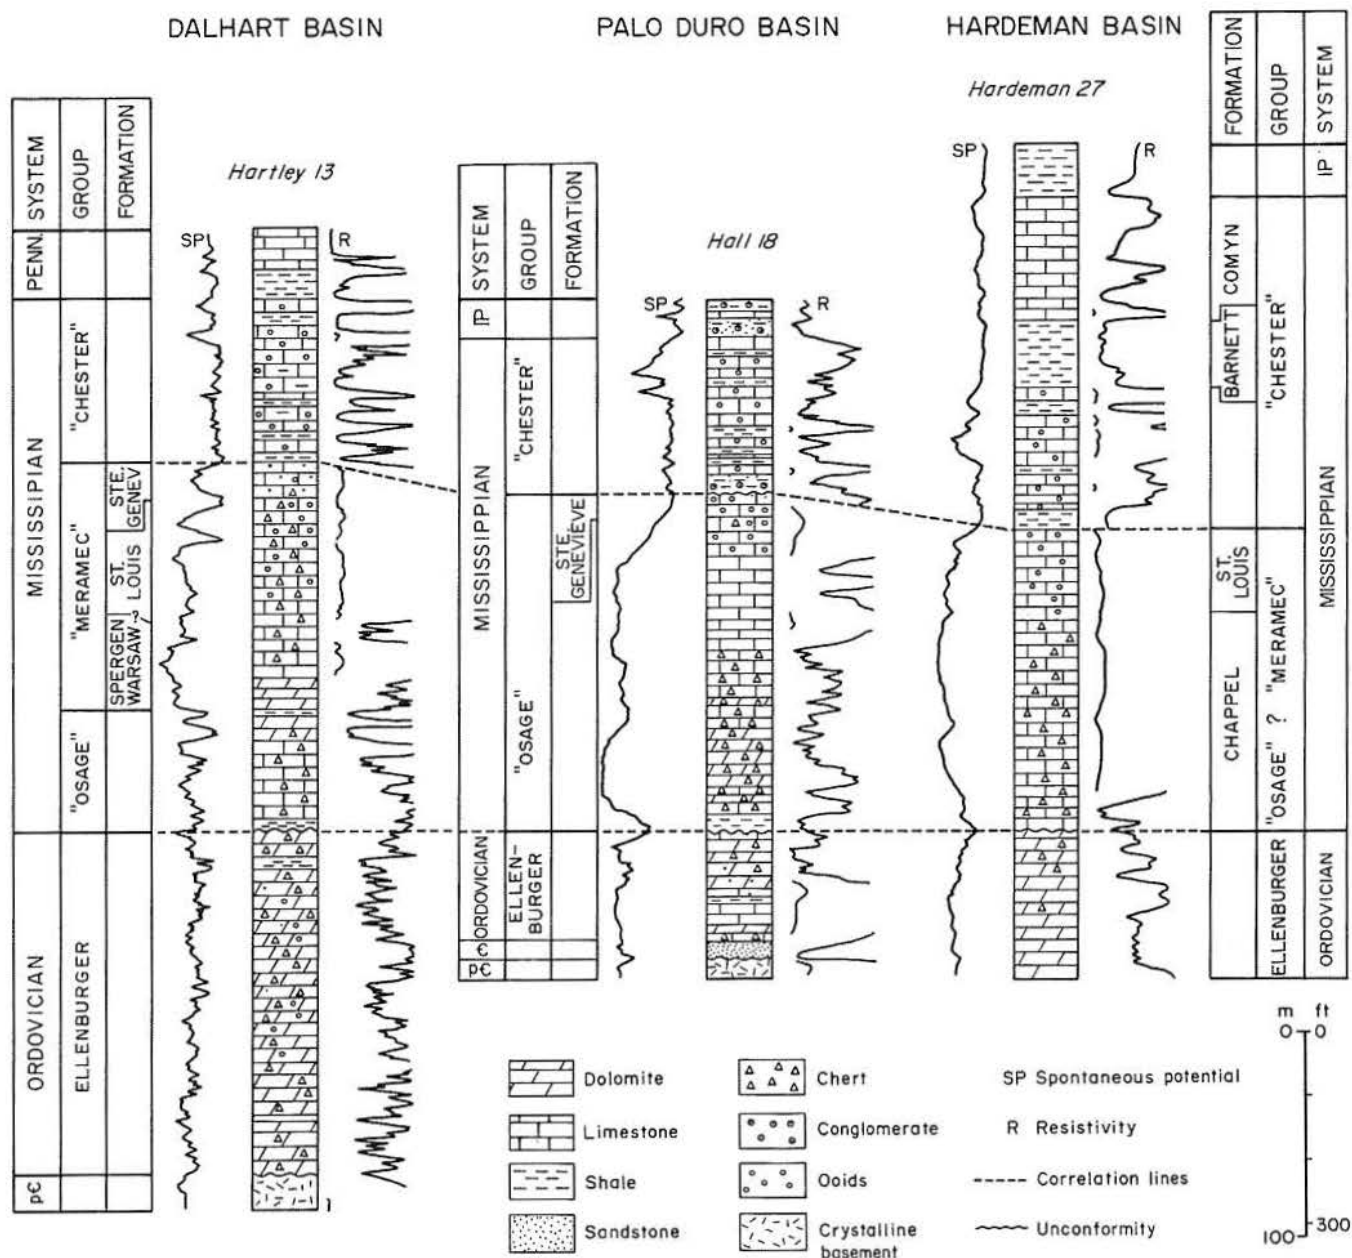 DALHART BASIN
PALO DURO BASIN
HARDEMAN BASIN
Hartley 13
SYSTEM
GROUP
FORMATION
SP
R
PENN.
MISSISSIPPIAN
"CHESTER"
"MERAMEC"
STE.
GENEV
ST.
LOUIS
SPERGEN
WARSAW
"OSAGE"
ORDOVICIAN
ELLENBURGER
p€
Hall 18
SYSTEM
GROUP
FORMATION
SP
R
IP
MISSISSIPPIAN
"CHESTER"
STE
GENEVIEVE
"OSAGE"
ORDOVICIAN
ELLEN-
BURGER
€
p€
Hardeman 27
SP
R
FORMATION
GROUP
SYSTEM
IP
COMYN
BARNETT
"CHESTER"
MISSISSIPPIAN
ST.
LOUIS
CHAPPEL
"OSAGE" ? "MERAMEC"
ELLENBURGER
ORDOVICIAN
Dolomite
Limestone
Shale
Sandstone
Chert
Conglomerate
Ooids
Crystalline
basement
SP Spontaneous potential
R Resistivity
Correlation lines
Unconformity
m ft
0 0
100 300